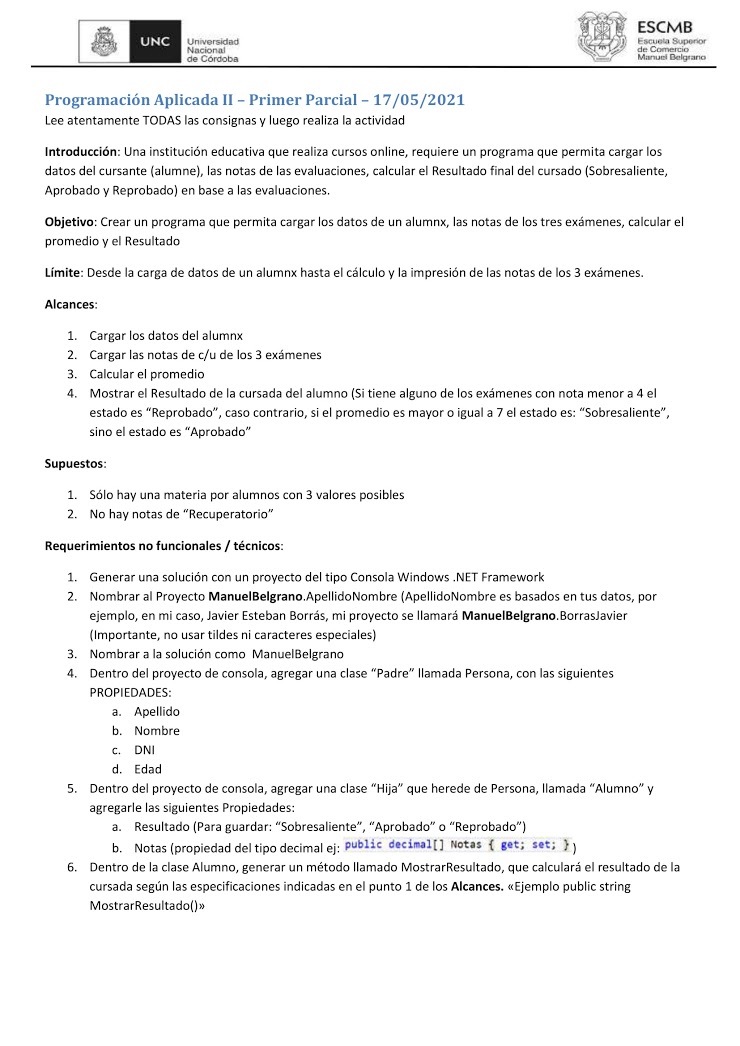 UNC
Universidad
Nacional
de Córdoba
ESCMB
Escuela Superior
de Comercio
Manuel Belgrano
Programación Aplicada II – Primer Parcial – 17/05/2021
Lee atentamente TODAS las consignas y luego realiza la actividad
Introducción: Una institución educativa que realiza cursos online, requiere un programa que permita cargar los
datos del cursante (alumne), las notas de las evaluaciones, calcular el Resultado final del cursado (Sobresaliente,
Aprobado y Reprobado) en base a las evaluaciones.
Objetivo: Crear un programa que permita cargar los datos de un alumnx, las notas de los tres exámenes, calcular el
promedio y el Resultado
Límite: Desde la carga de datos de un alumnx hasta el cálculo y la impresión de las notas de los 3 exámenes.
Alcances:
1. Cargar los datos del alumnx
2. Cargar las notas de c/u de los 3 exámenes
3. Calcular el promedio
4. Mostrar el Resultado de la cursada del alumno (Si tiene alguno de los exámenes con nota menor a 4 el
estado es “Reprobado”, caso contrario, si el promedio es mayor o igual a 7 el estado es: “Sobresaliente”,
sino el estado es “Aprobado”
Supuestos:
1. Sólo hay una materia por alumnos con 3 valores posibles
2. No hay notas de “Recuperatorio”
Requerimientos no funcionales / técnicos:
1. Generar una solución con un proyecto del tipo Consola Windows .NET Framework
2. Nombrar al Proyecto ManuelBelgrano.ApellidoNombre (ApellidoNombre es basados en tus datos, por
ejemplo, en mi caso, Javier Esteban Borrás, mi proyecto se llamará ManuelBelgrano.BorrasJavier
(Importante, no usar tildes ni caracteres especiales)
3. Nombrar a la solución como  ManuelBelgrano
4. Dentro del proyecto de consola, agregar una clase “Padre” llamada Persona, con las siguientes
PROPIEDADES:
a. Apellido
b. Nombre
c. DNI
d. Edad
5. Dentro del proyecto de consola, agregar una clase “Hija” que herede de Persona, llamada “Alumno” y
agregarle las siguientes Propiedades:
a. Resultado (Para guardar: “Sobresaliente”, “Aprobado” o “Reprobado”)
b. Notas (propiedad del tipo decimal ej: public decimal[] Notas { get; set; } )
6. Dentro de la clase Alumno, generar un método llamado MostrarResultado, que calculará el resultado de la
cursada según las especificaciones indicadas en el punto 1 de los Alcances. «Ejemplo public string
MostrarResultado()»